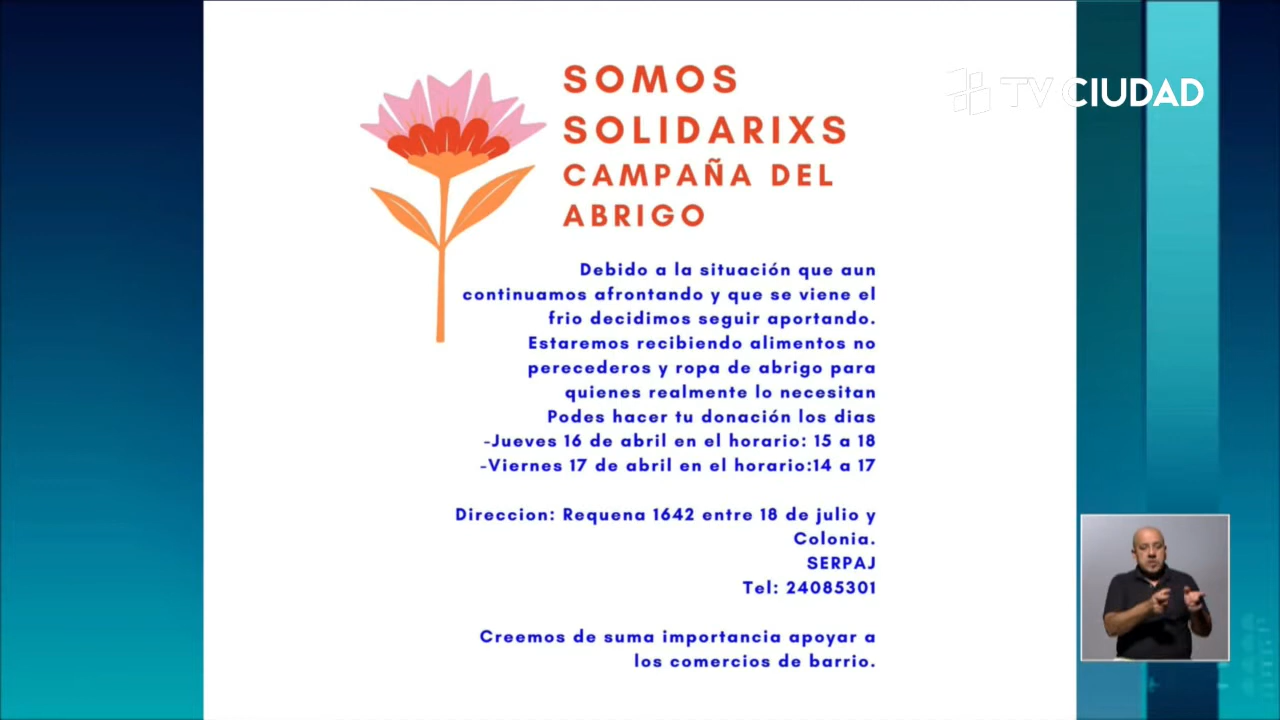 SOMOS
SOLIDARIXS
CAMPAÑA DEL
ABRIGO
TV CIUDAD
Debido a la situación que aun
continuamos afrontando y que se viene el
frio decidimos seguir aportando.
Estaremos recibiendo alimentos no
perecederos y ropa de abrigo para
quienes realmente lo necesitan
Podes hacer tu donación los dias
-Jueves 16 de abril en el horario: 15 a 18
-Viernes 17 de abril en el horario:14 a 17
Direccion: Requena 1642 entre 18 de julio y
Colonia.
SERPAJ
Tel: 24085301
Creemos de suma importancia apoyar a
los comercios de barrio.